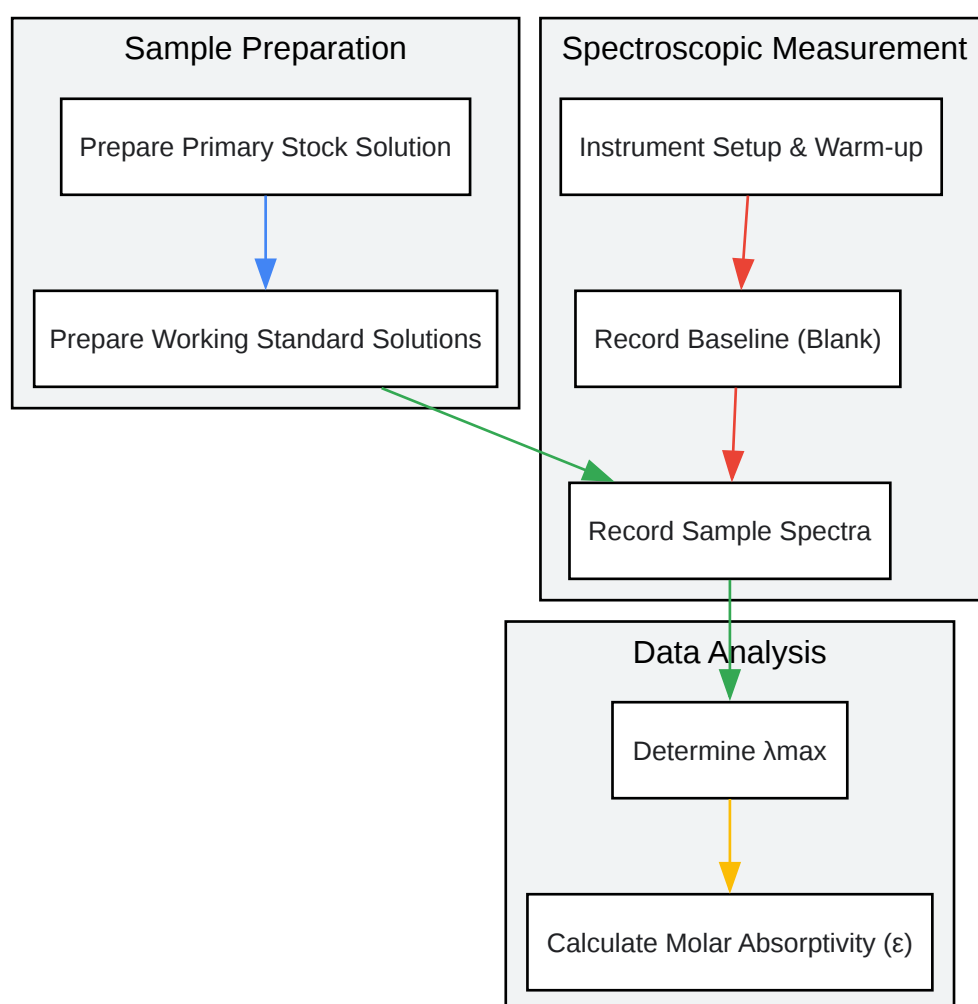 Sample Preparation
Prepare Primary Stock Solution
Prepare Working Standard Solutions
Spectroscopic Measurement
Instrument Setup & Warm-up
Record Baseline (Blank)
Record Sample Spectra
Data Analysis
Determine λmax
Calculate Molar Absorptivity (ε)